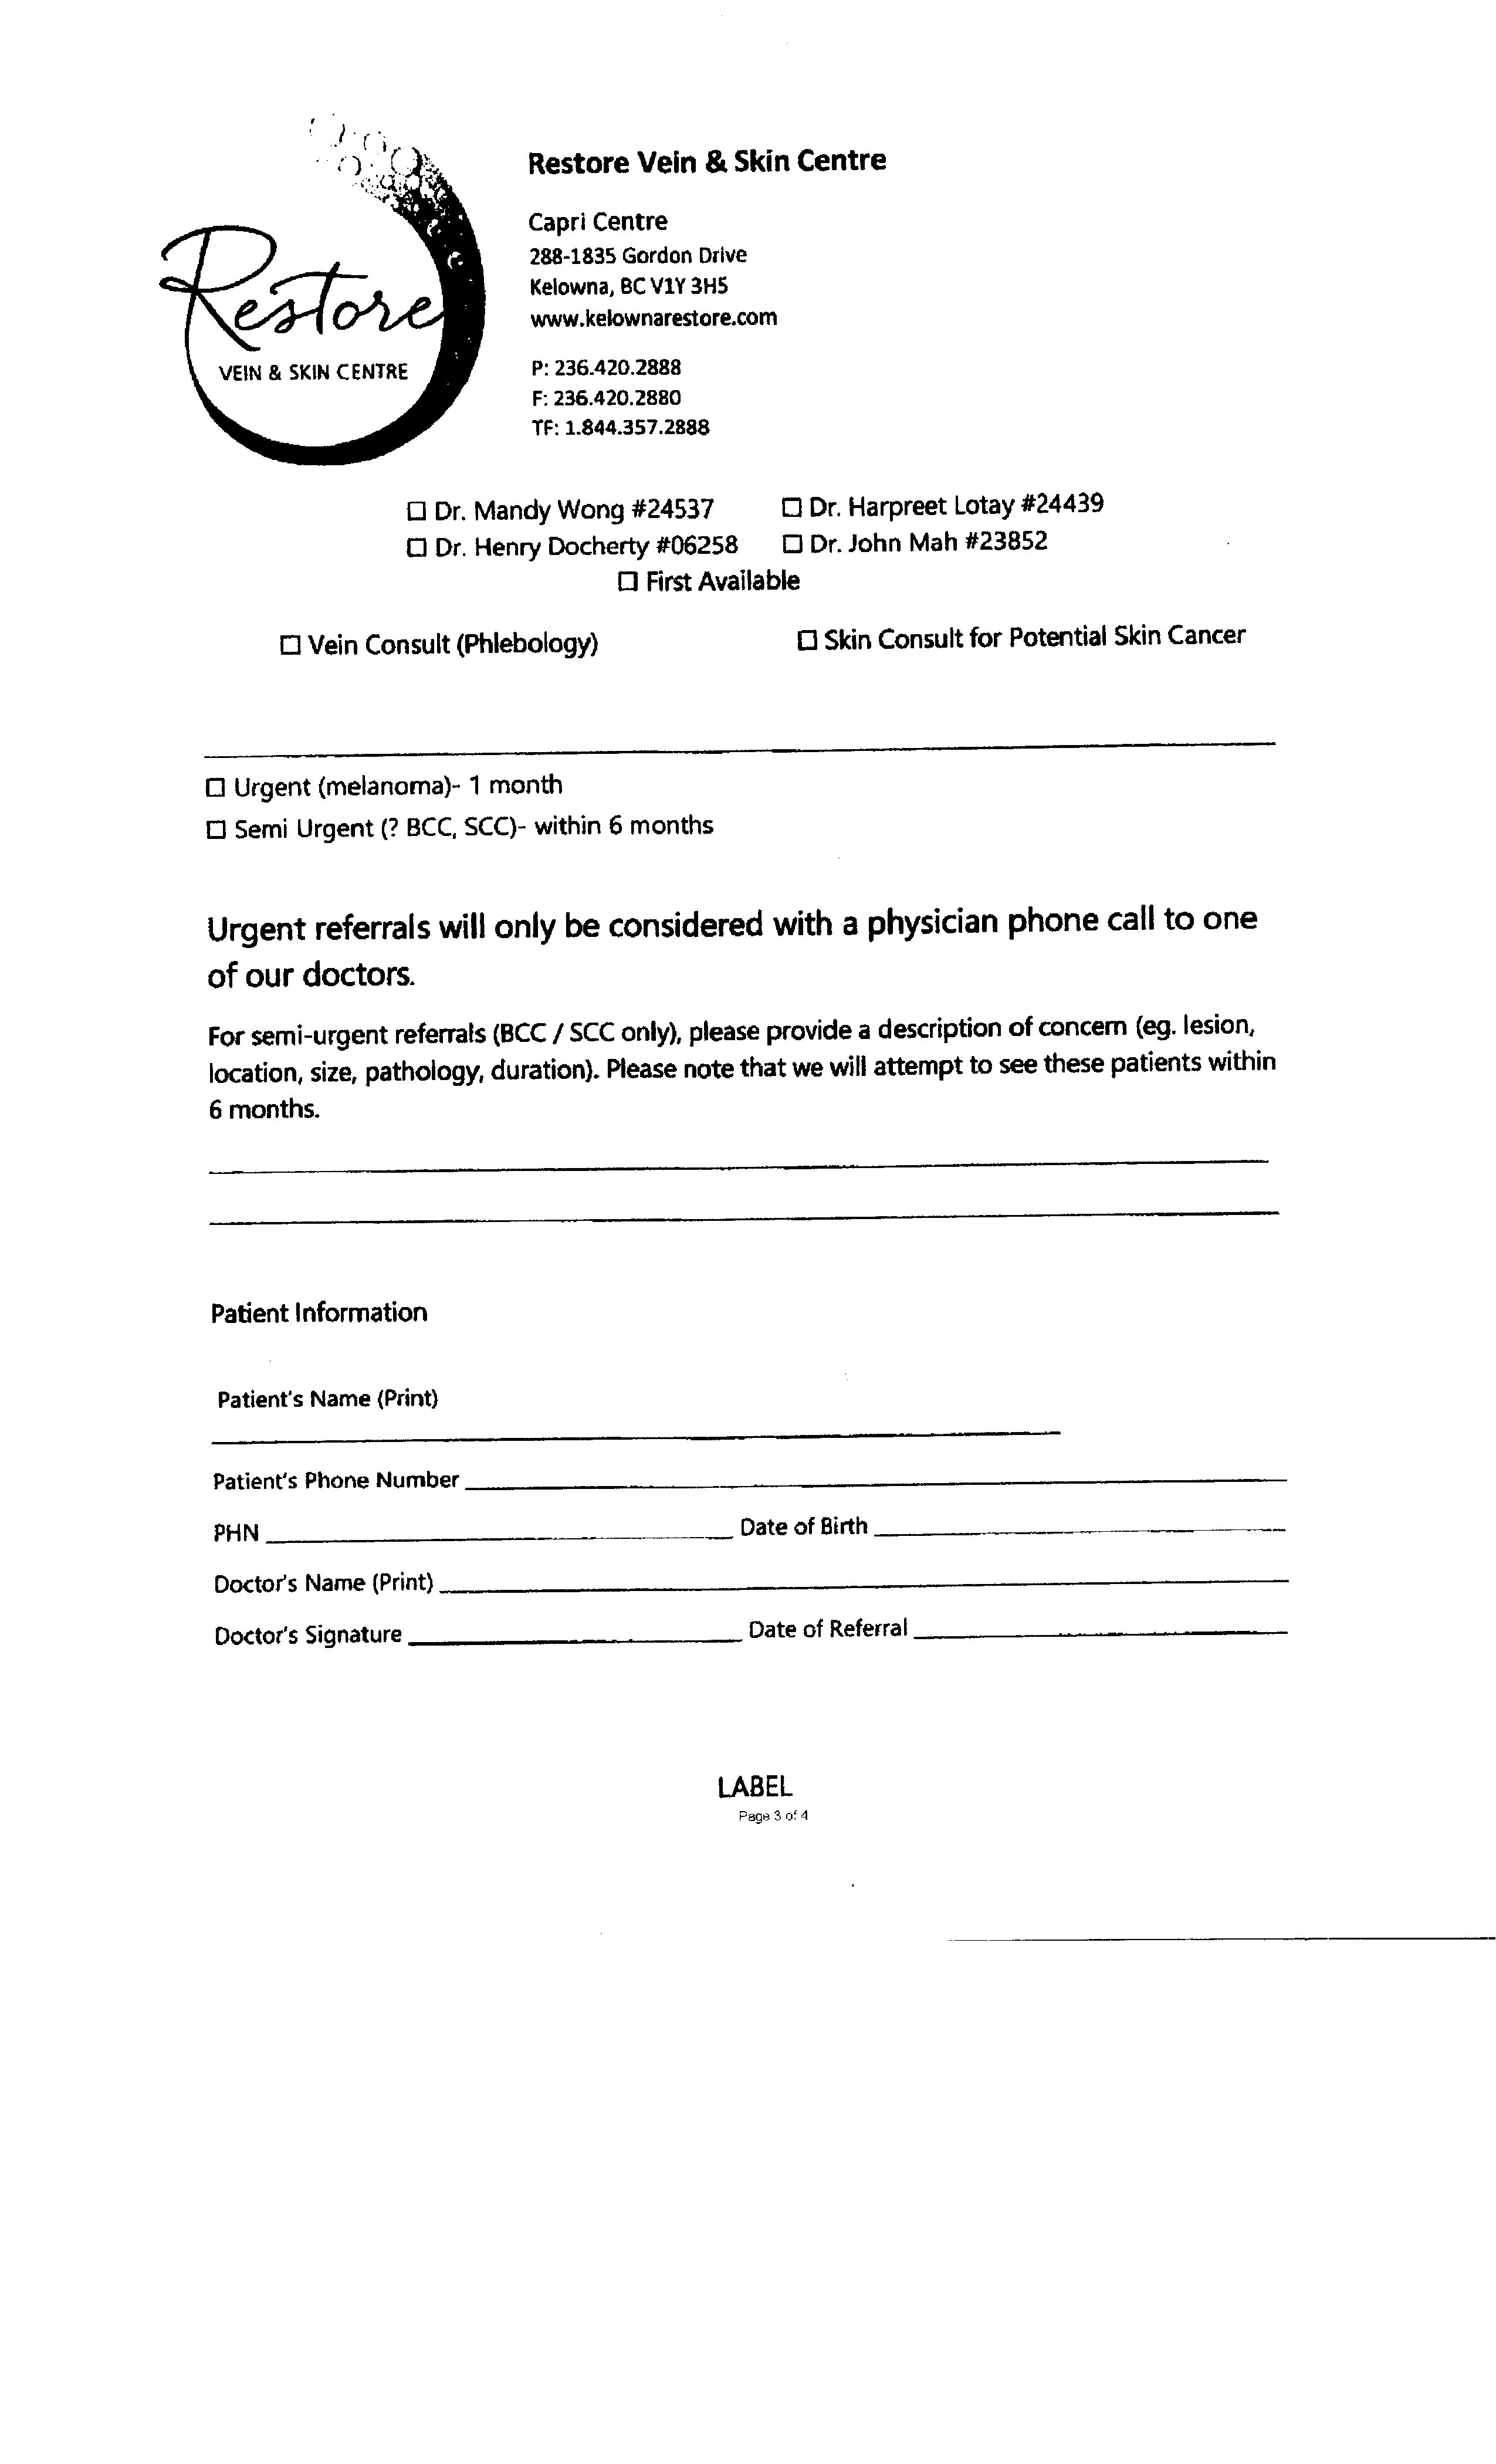 Restore
VEIN & SKIN CENTRE
Restore Vein & Skin Centre
Capri Centre
288-1835 Gordon Drive
Kelowna, BC V1Y 3H5
www.kelownarestore.com
P: 236.420.2888
F: 236.420.2880
TF: 1.844.357.2888
☐ Dr. Mandy Wong #24537 ☐ Dr. Harpreet Lotay #24439
☐ Dr. Henry Docherty #06258 ☐ Dr. John Mah #23852
☐ First Available
☐ Vein Consult (Phlebology) ☐ Skin Consult for Potential Skin Cancer
☐ Urgent (melanoma)- 1 month
☐ Semi Urgent (? BCC, SCC)- within 6 months
Urgent referrals will only be considered with a physician phone call to one
of our doctors.
For semi-urgent referrals (BCC / SCC only), please provide a description of concern (eg. lesion,
location, size, pathology, duration). Please note that we will attempt to see these patients within
6 months.
Patient Information
Patient's Name (Print)
Patient's Phone Number
PHN Date of Birth
Doctor's Name (Print)
Doctor's Signature Date of Referral
LABEL
Page 3 of 4